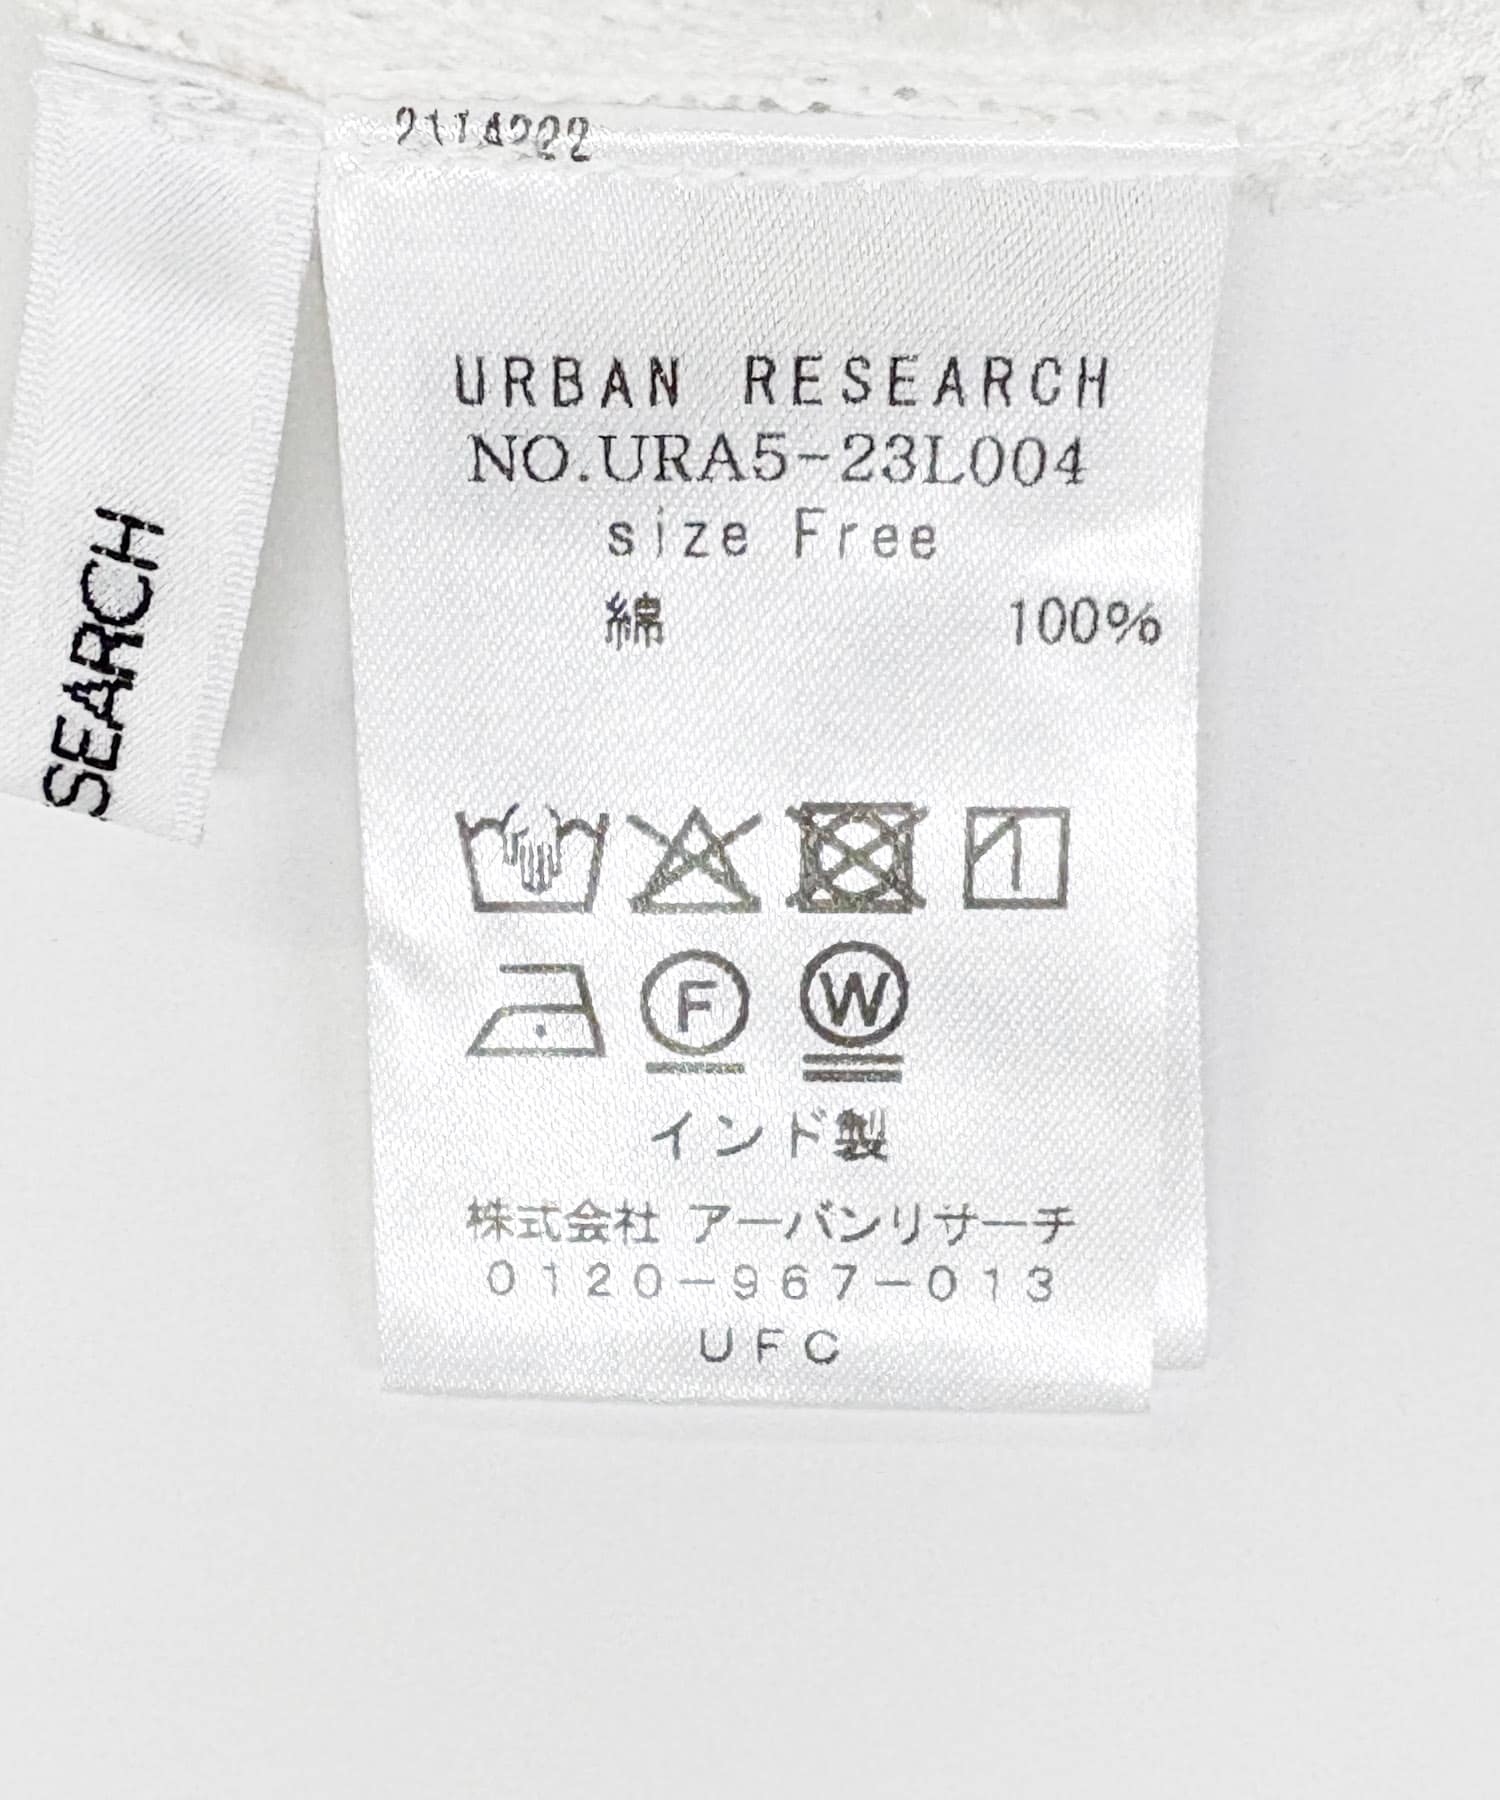 SEARCH
URBAN RESEARCH
NO.URA5-23L004
size Free
綿 100%
F W
インド製
株式会社 アーバンリサーチ
0120-967-013
UFC